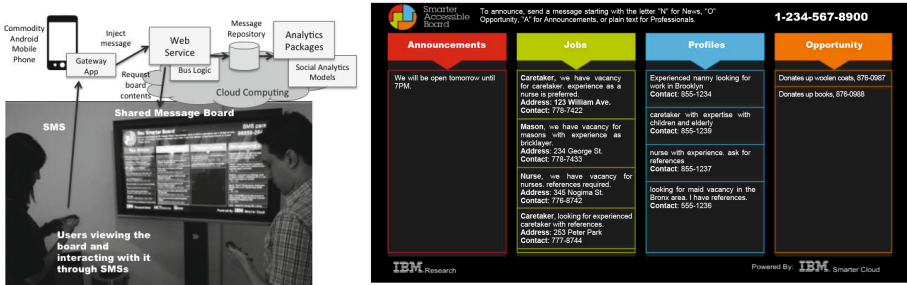 Commodity
Android
Mobile
Phone
Inject
message
Gateway
App
Web
Service
Bus Logic
Message
Repository
Analytics
Packages
Social Analytics
Models
Request
board
contents
Cloud Computing
SMS
Shared Message Board
Users viewing the
board and
interacting with it
through SMSs
Smarter
Accessible
Board
To announce, send a message starting with the letter "N" for News, "O"
Opportunity, "A" for Announcements, or plain text for Professionals.
1-234-567-8900
Announcements
We will be open tomorrow until
7PM.
Jobs
Caretaker, we have vacancy
for caretaker. experience as a
nurse is preferred.
Address: 123 William Ave.
Contact: 778-7422
Mason, we have vacancy for
masons with experience as
bricklayer.
Address: 234 George St.
Contact: 778-7433
Nurse, we have vacancy for
nurses. references required.
Address: 345 Nogima St.
Contact: 776-8742
Caretaker, looking for experienced
caretaker with references.
Address: 253 Peter Park
Contact: 777-8744
Profiles
Experienced nanny looking for
work in Brooklyn
Contact: 855-1234
caretaker with expertise with
children and elderly
Contact: 855-1239
nurse with experience. ask for
references
Contact: 855-1237
looking for maid vacancy in the
Bronx area. I have references.
Contact: 555-1236
Opportunity
Donates up woolen coats, 876-0987
Donates up books, 876-0988
IBM. Research
Powered By: IBM. Smarter Cloud